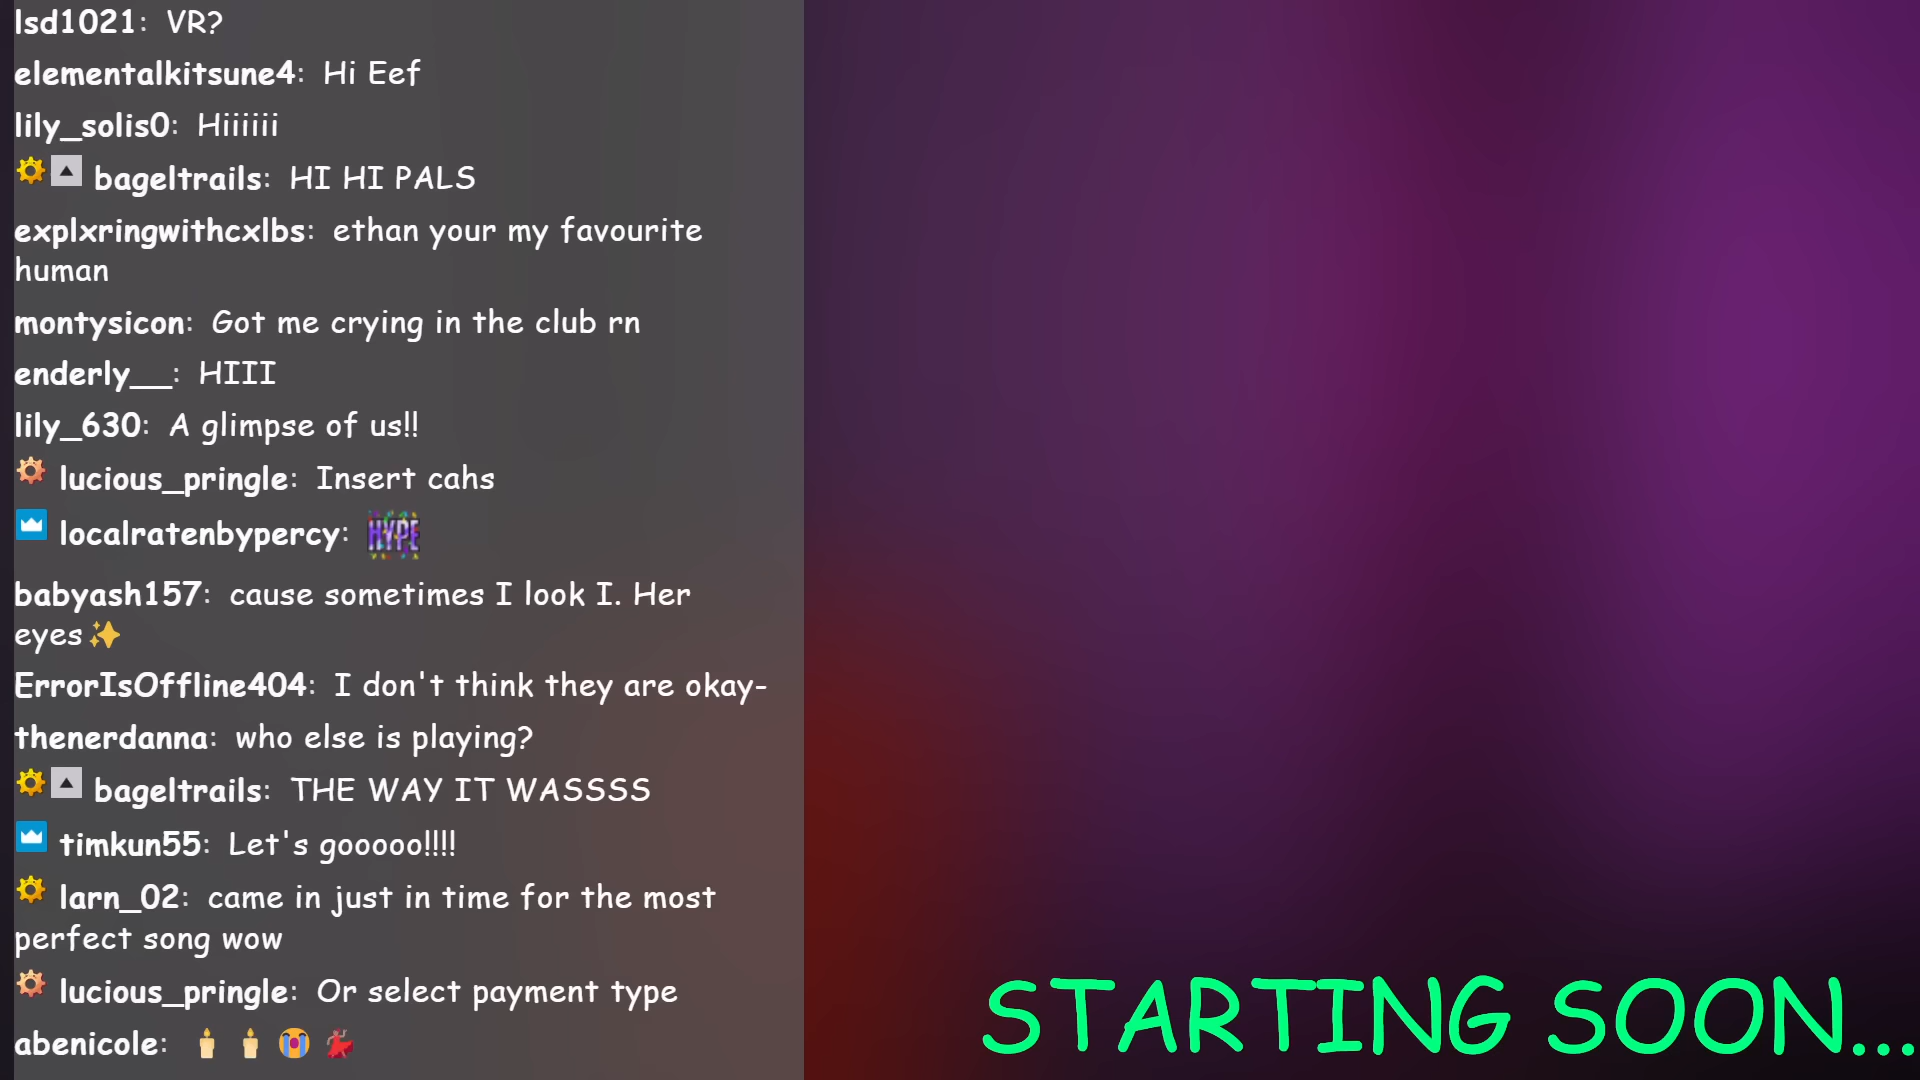 lsd1021: VR?
elementalkitsune4: Hi Eef
lily_solis0: Hiiiiii
bageltrails: HI HI PALS
explxringwithcxlbs: ethan your my favourite
human
montysicon: Got me crying in the club rn
enderly__: HIII
lily_630: A glimpse of us!!
lucious_pringle: Insert cahs
localratenbypercy: HYPE
babyash157: cause sometimes I look I. Her
eyes✨
ErrorIsOffline404: I don't think they are okay-
thenerdanna: who else is playing?
bageltrails: THE WAY IT WASSSS
timkun55: Let's gooooo!!!!
larn_02: came in just in time for the most
perfect song wow
lucious_pringle: Or select payment type
abenicole: 🕯️ 🕯️ 😭 💃
STARTING SOON...